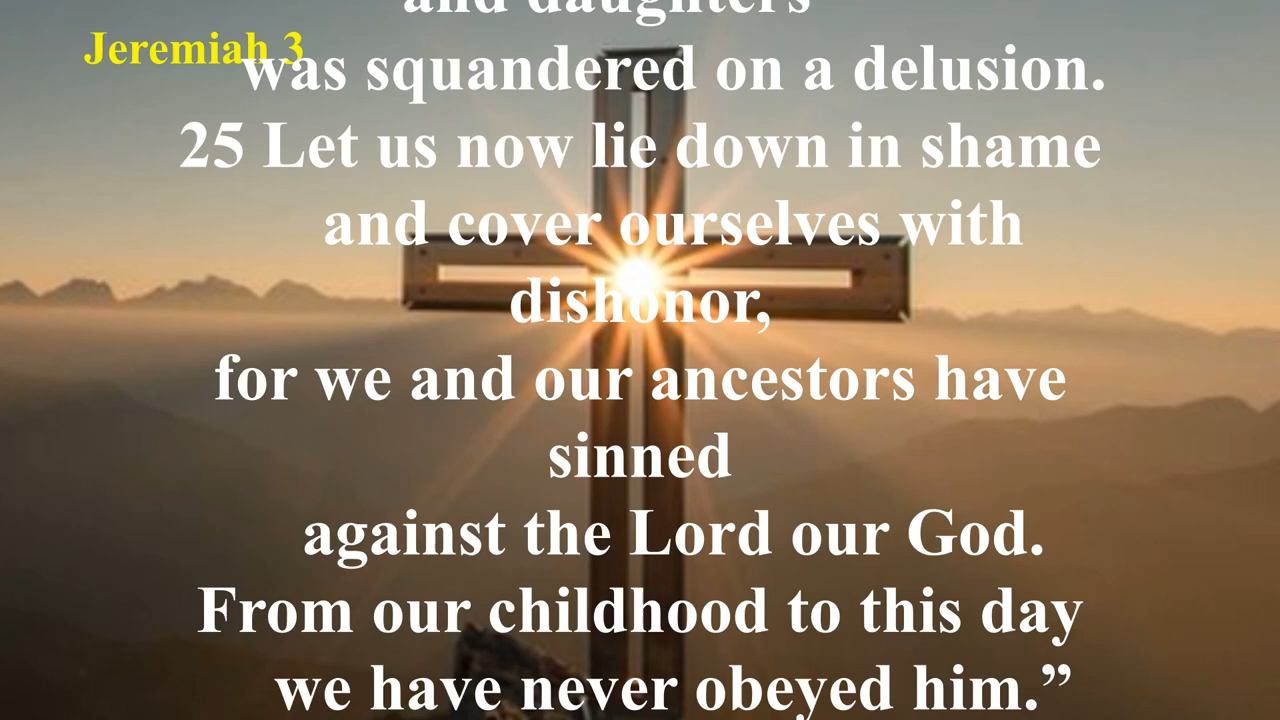 and daughters
Jeremiah 3
was squandered on a delusion.
25 Let us now lie down in shame
and cover ourselves with
dishonor,
for we and our ancestors have
sinned
against the Lord our God.
From our childhood to this day
we have never obeyed him.”